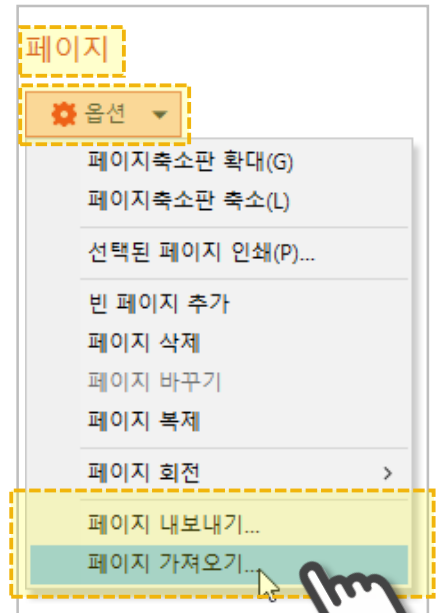 페이지
옵션
페이지축소판 확대(G)
페이지축소판 축소(L)
선택된 페이지 인쇄(P)...
빈 페이지 추가
페이지 삭제
페이지 바꾸기
페이지 복제
페이지 회전
페이지 내보내기...
페이지 가져오기...